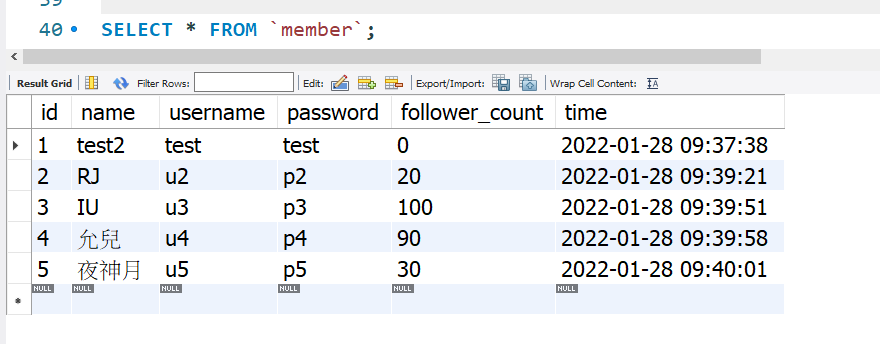 40 SELECT * FROM `member`;
Result Grid Filter Rows: Edit: Export/Import: Wrap Cell Content: IA
id name username password follower_count time
1 test2 test test 0 2022-01-28 09:37:38
2 RJ u2 p2 20 2022-01-28 09:39:21
3 IU u3 p3 100 2022-01-28 09:39:51
4 允兒 u4 p4 90 2022-01-28 09:39:58
5 夜神月 u5 p5 30 2022-01-28 09:40:01
* NULL NULL NULL NULL NULL NULL